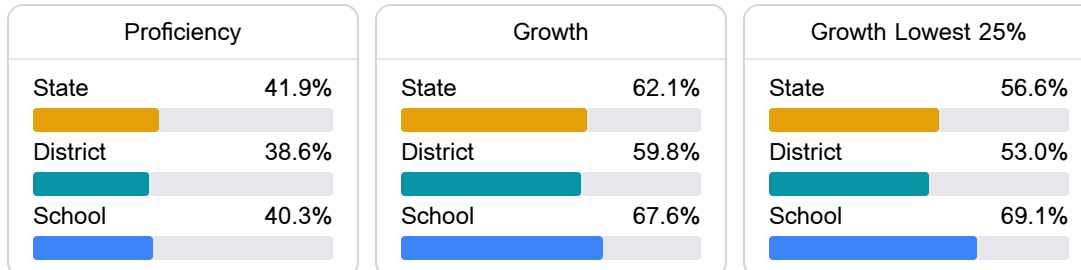 Proficiency
State 41.9%
District 38.6%
School 40.3%
Growth
State 62.1%
District 59.8%
School 67.6%
Growth Lowest 25%
State 56.6%
District 53.0%
School 69.1%